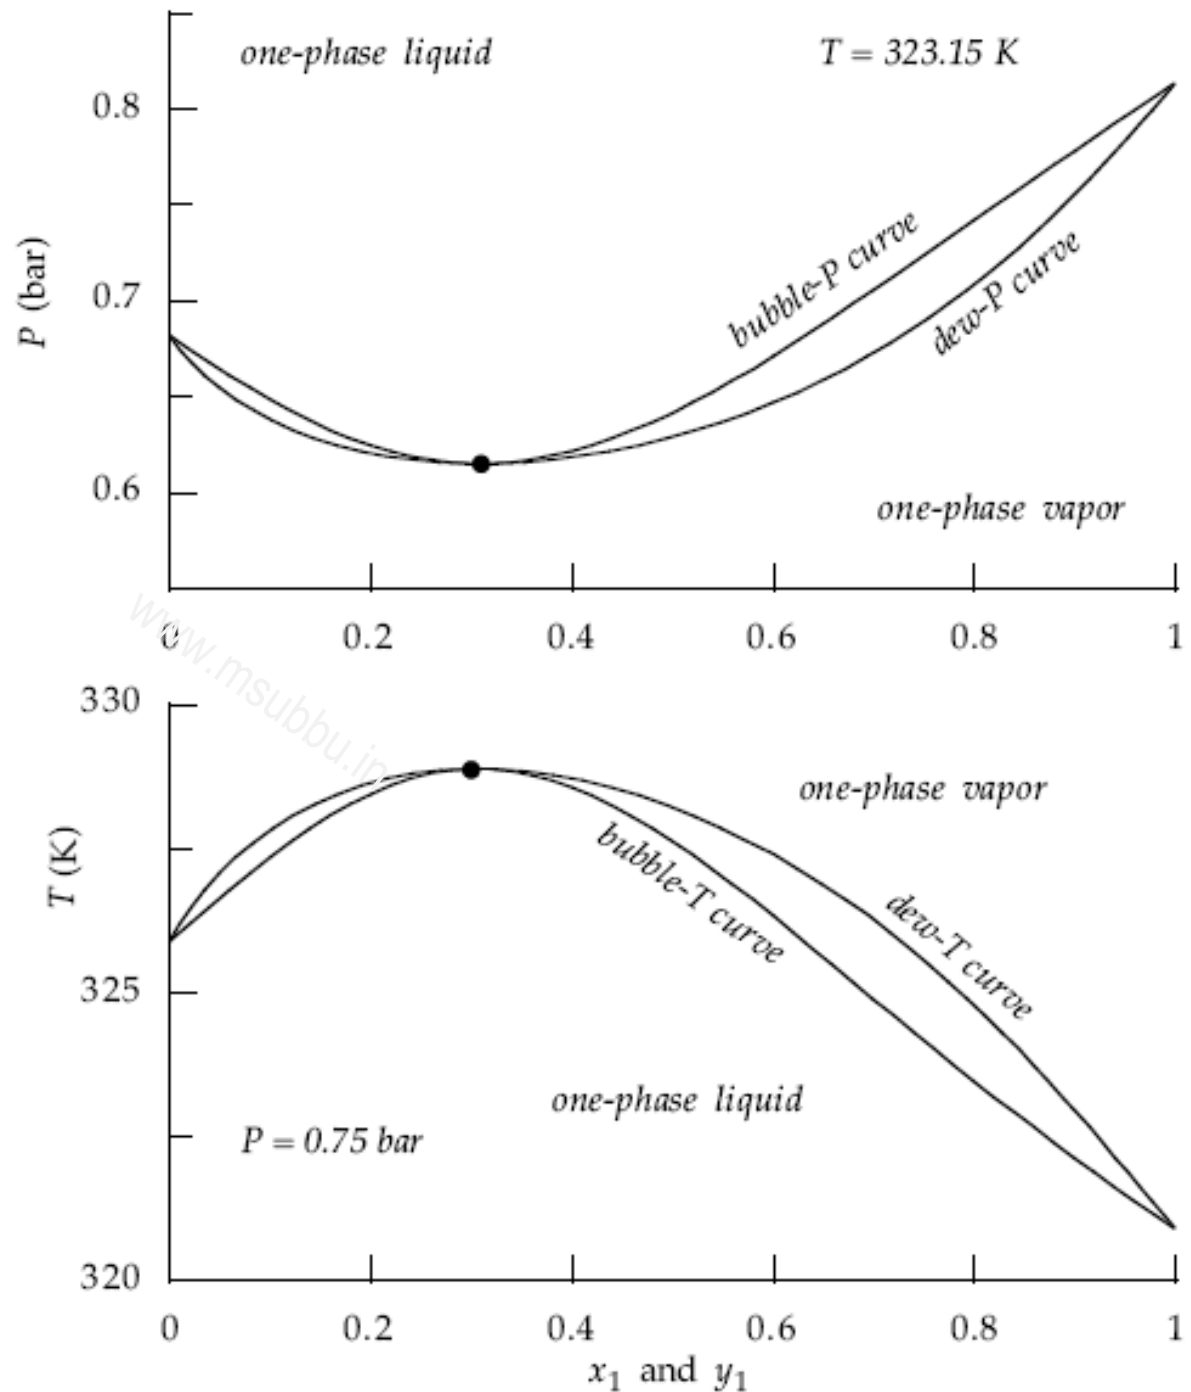 one-phase liquid
T = 323.15 K
0.8
bubble-P curve
P (bar)
0.7
dew-P curve
0.6
one-phase vapor
0 0.2 0.4 0.6 0.8 1
www.msubbu.in
330
one-phase vapor
T (K)
bubble-T curve
dew-T curve
325
one-phase liquid
P = 0.75 bar
320
0 0.2 0.4 0.6 0.8 1
x₁ and y₁